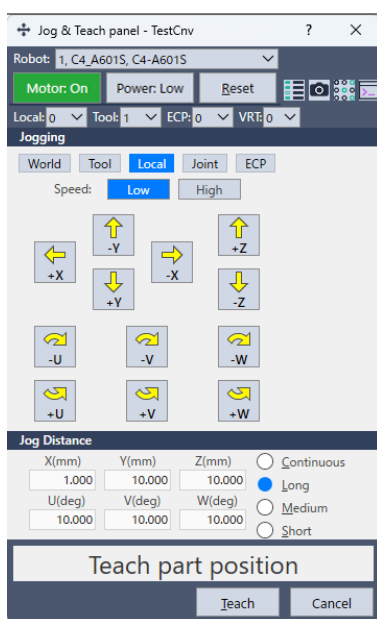 Jog & Teach panel - TestCnv ? ×
Robot: 1, C4_A601S, C4-A601S
Motor: On Power: Low Reset
Local: 0 Tool: 1 ECP: 0 VRT: 0
Jogging
World Tool Local Joint ECP
Speed: Low High
-Y +Z
+X -X
+Y -Z
-U -V -W
+U +V +W
Jog Distance
X(mm) Y(mm) Z(mm) Continuous
1.000 10.000 10.000 Long
U(deg) V(deg) W(deg) Medium
10.000 10.000 10.000 Short
Teach part position
Teach Cancel